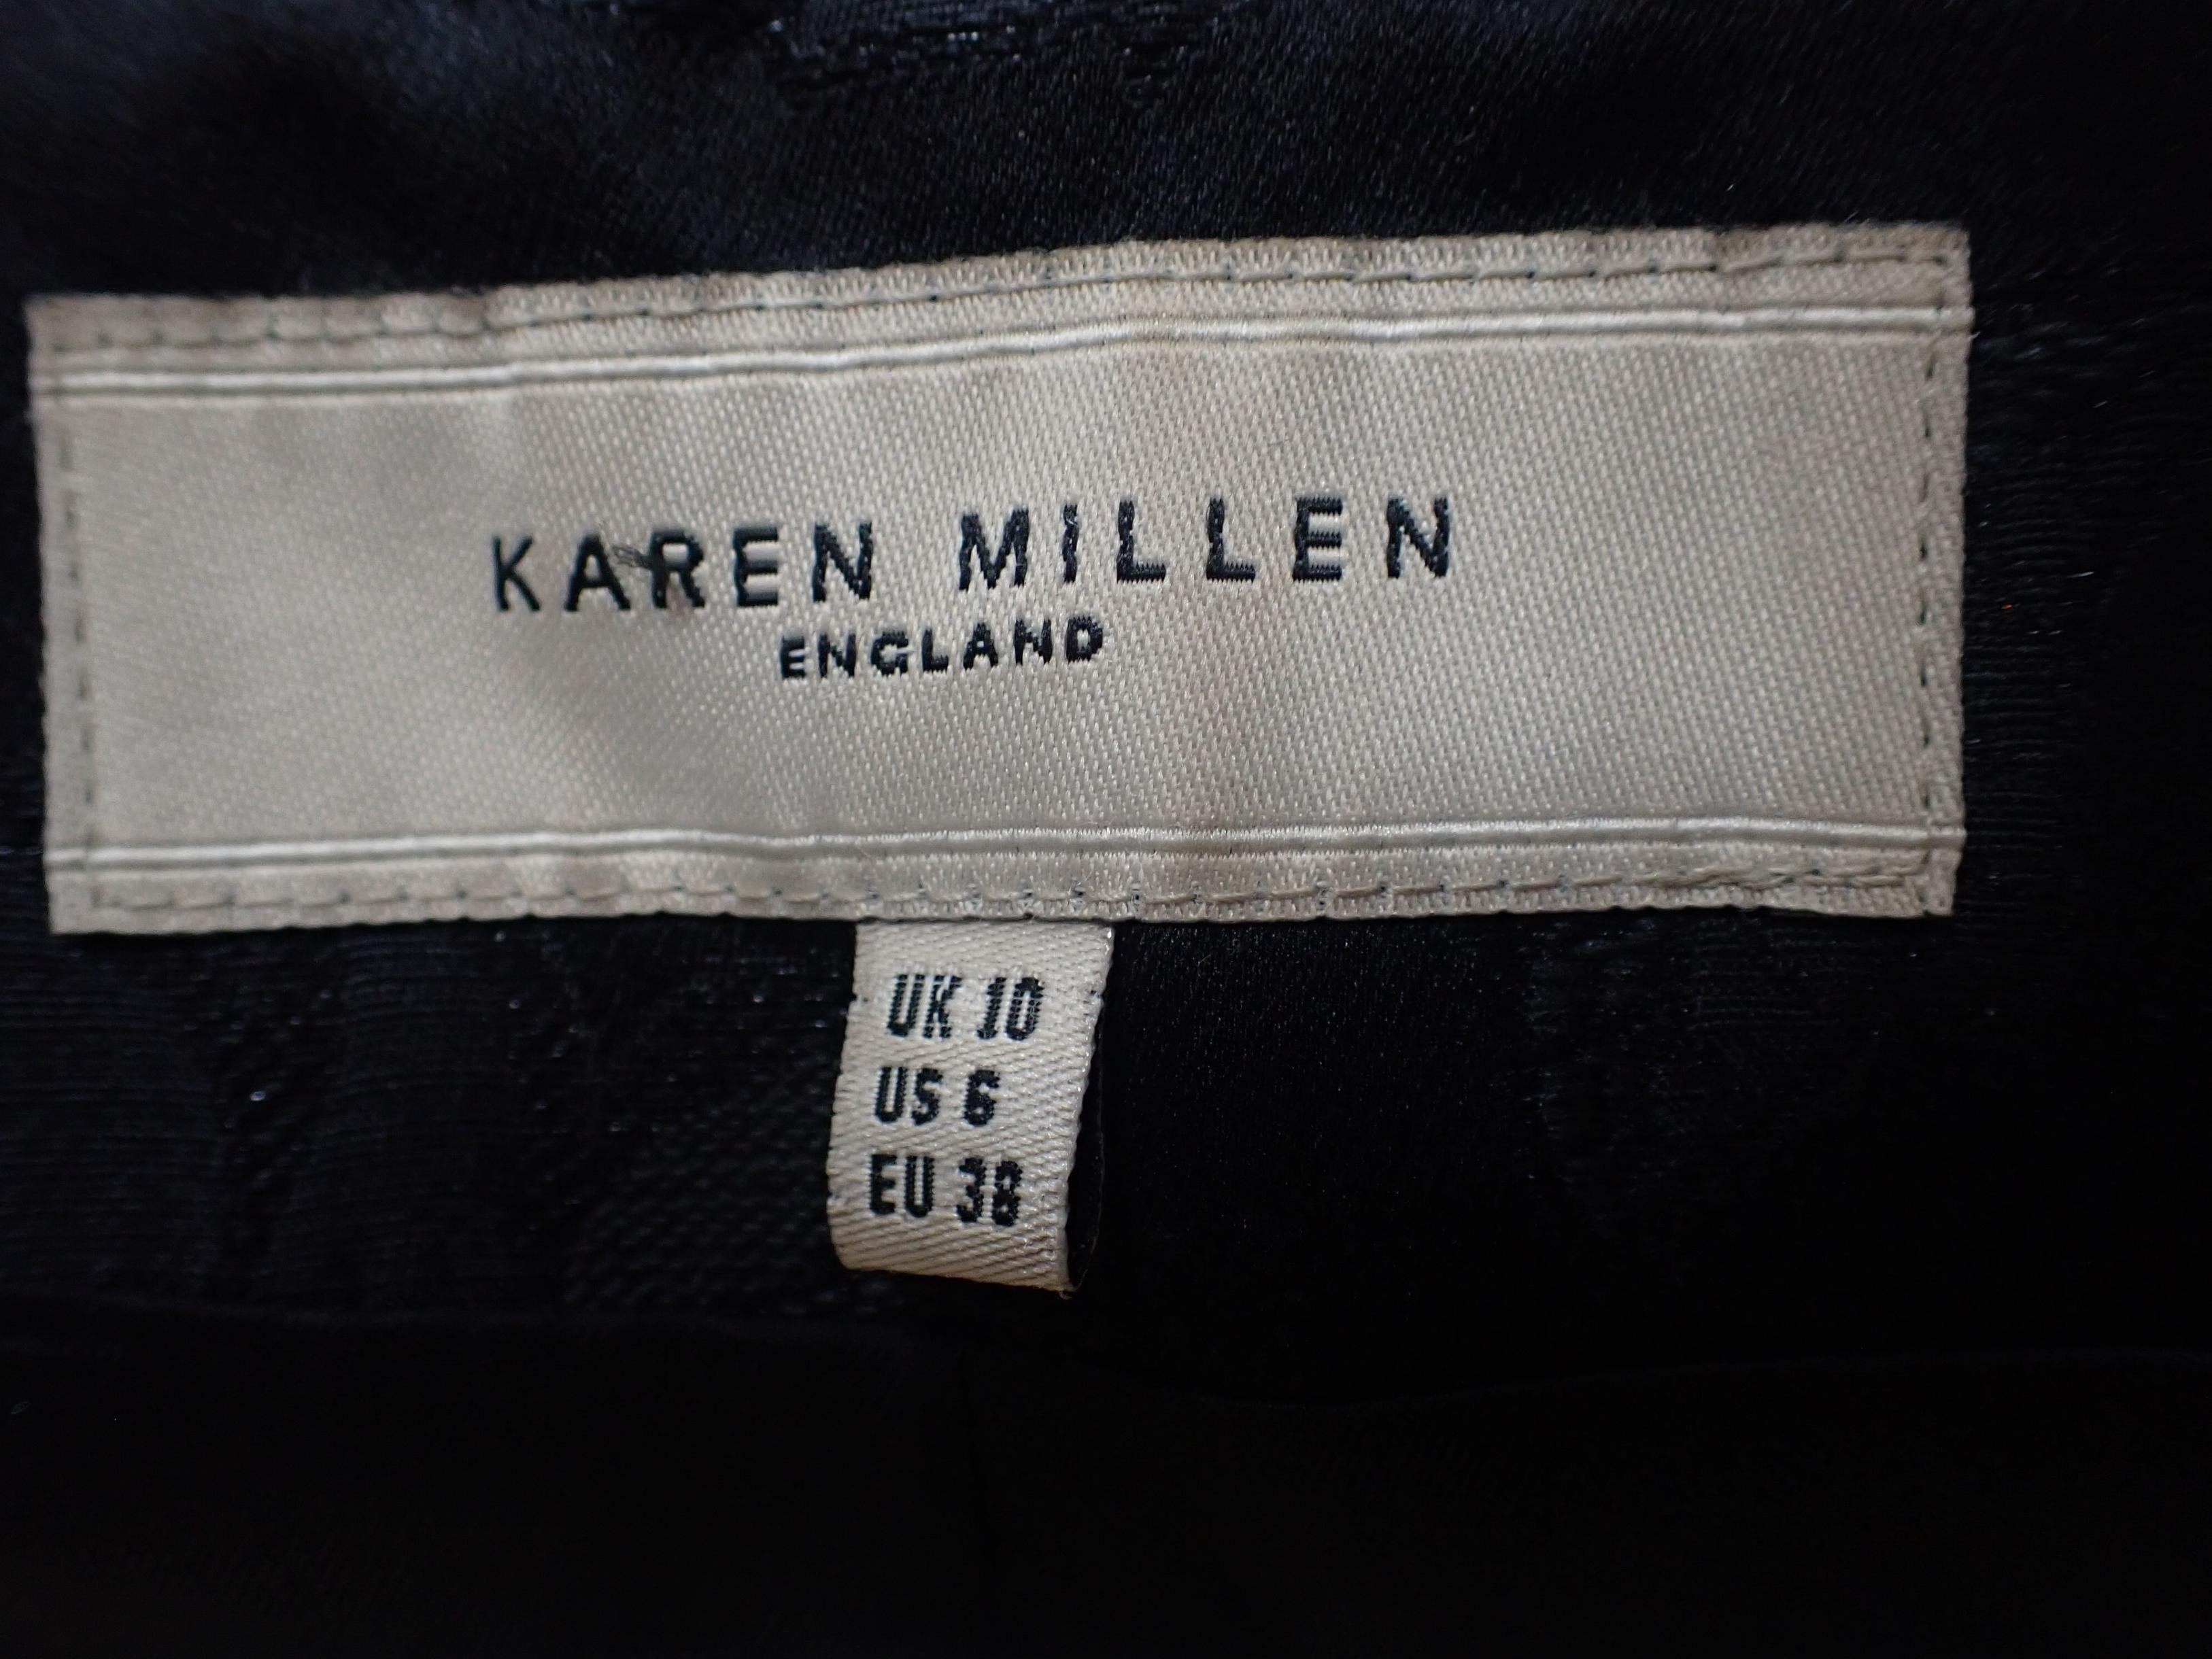 KAREN MILLEN
ENGLAND
UK 10
US 6
EU 38